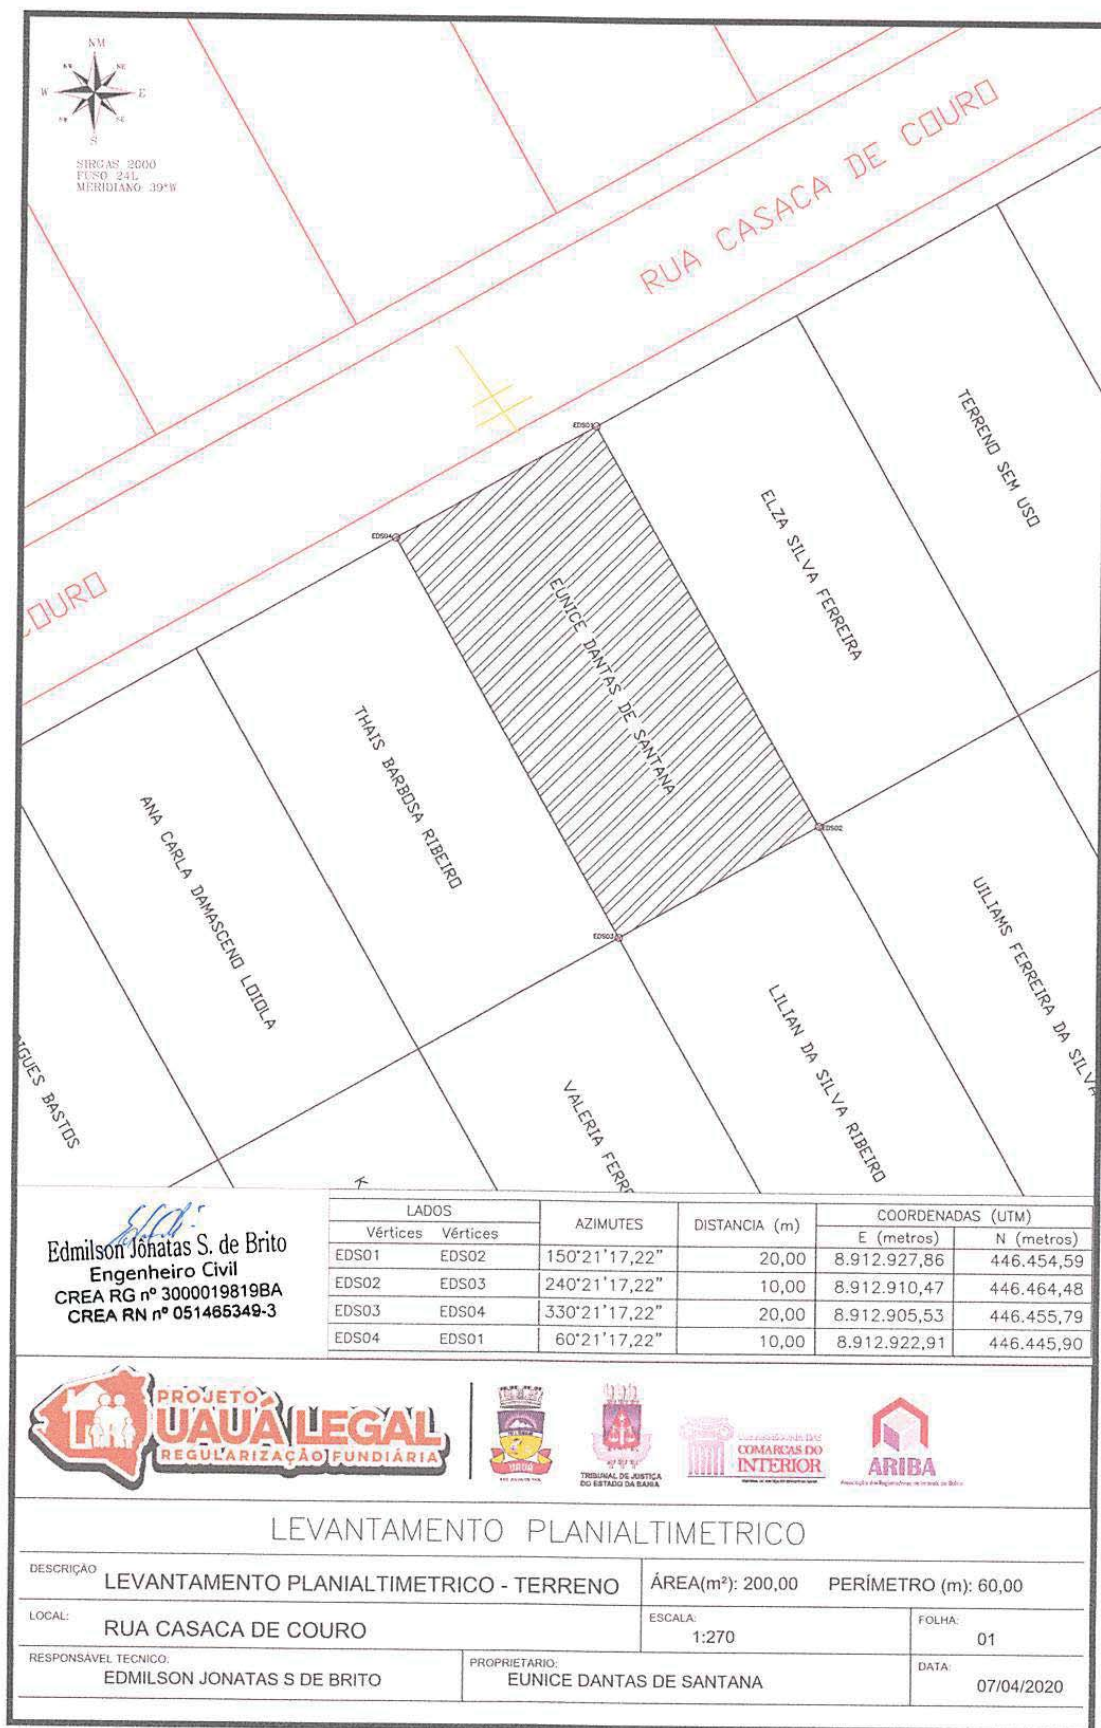 NM
NW NE
W E
SW SE
S
SIRGAS 2000
FUSO 24L
MERIDIANO 39°W
RUA CASACA DE COURO
COURO
EDS01
EDS04
EDS02
EDS03
TERRENO SEM USO
ELZA SILVA FERREIRA
EUNICE DANTAS DE SANTANA
THAIS BARBOSA RIBEIRO
ANA CARLA DAMASCENO LOIOLA
IGUES BASTOS
UILIAMS FERREIRA DA SILVA
LILIAN DA SILVA RIBEIRO
VALERIA FERR
K
Edmilson Jônatas S. de Brito
Engenheiro Civil
CREA RG nº 3000019819BA
CREA RN nº 051465349-3
LADOS AZIMUTES DISTANCIA (m) COORDENADAS (UTM)
Vértices Vértices E (metros) N (metros)
EDS01 EDS02 150°21'17,22" 20,00 8.912.927,86 446.454,59
EDS02 EDS03 240°21'17,22" 10,00 8.912.910,47 446.464,48
EDS03 EDS04 330°21'17,22" 20,00 8.912.905,53 446.455,79
EDS04 EDS01 60°21'17,22" 10,00 8.912.922,91 446.445,90
PROJETO
UAUÁ LEGAL
REGULARIZAÇÃO FUNDIÁRIA
UAUÁ
TRIBUNAL DE JUSTIÇA
DO ESTADO DA BAHIA
COMARCAS DO
INTERIOR
ARIBA
LEVANTAMENTO PLANIALTIMETRICO
DESCRIÇÃO LEVANTAMENTO PLANIALTIMETRICO - TERRENO ÁREA(m²): 200,00 PERÍMETRO (m): 60,00
LOCAL: RUA CASACA DE COURO ESCALA: 1:270 FOLHA: 01
RESPONSÁVEL TECNICO: EDMILSON JONATAS S DE BRITO PROPRIETARIO: EUNICE DANTAS DE SANTANA DATA: 07/04/2020